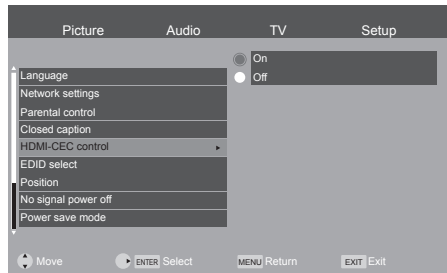 Picture Audio TV Setup
On
Off
Language
Network settings
Parental control
Closed caption
HDMI-CEC control
EDID select
Position
No signal power off
Power save mode
Move ENTER Select MENU Return EXIT Exit